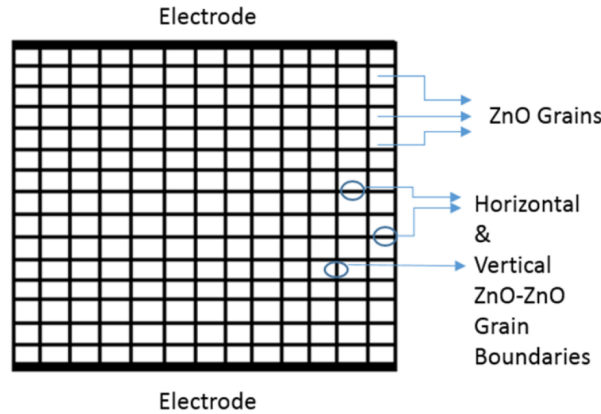 Electrode
ZnO Grains
Horizontal
&
Vertical
ZnO-ZnO
Grain
Boundaries
Electrode